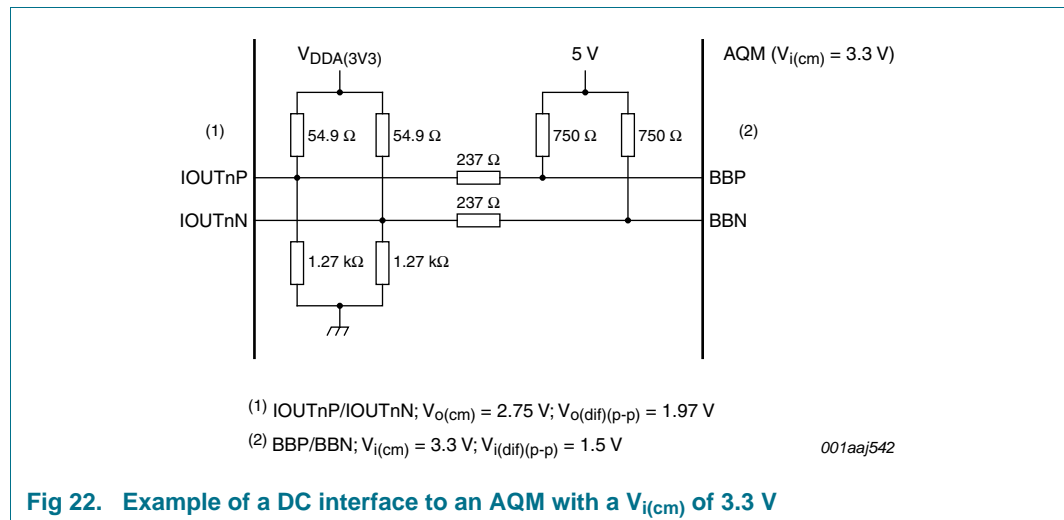 V_DDA(3V3) 5 V AQM (V_i(cm) = 3.3 V)
(1) 54.9 Ω 54.9 Ω 750 Ω 750 Ω (2)
237 Ω
IOUTnP BBP
237 Ω
IOUTnN BBN
1.27 kΩ 1.27 kΩ
(1) IOUTnP/IOUTnN; V_o(cm) = 2.75 V; V_o(dif)(p-p) = 1.97 V
(2) BBP/BBN; V_i(cm) = 3.3 V; V_i(dif)(p-p) = 1.5 V 001aaj542
Fig 22. Example of a DC interface to an AQM with a V_i(cm) of 3.3 V